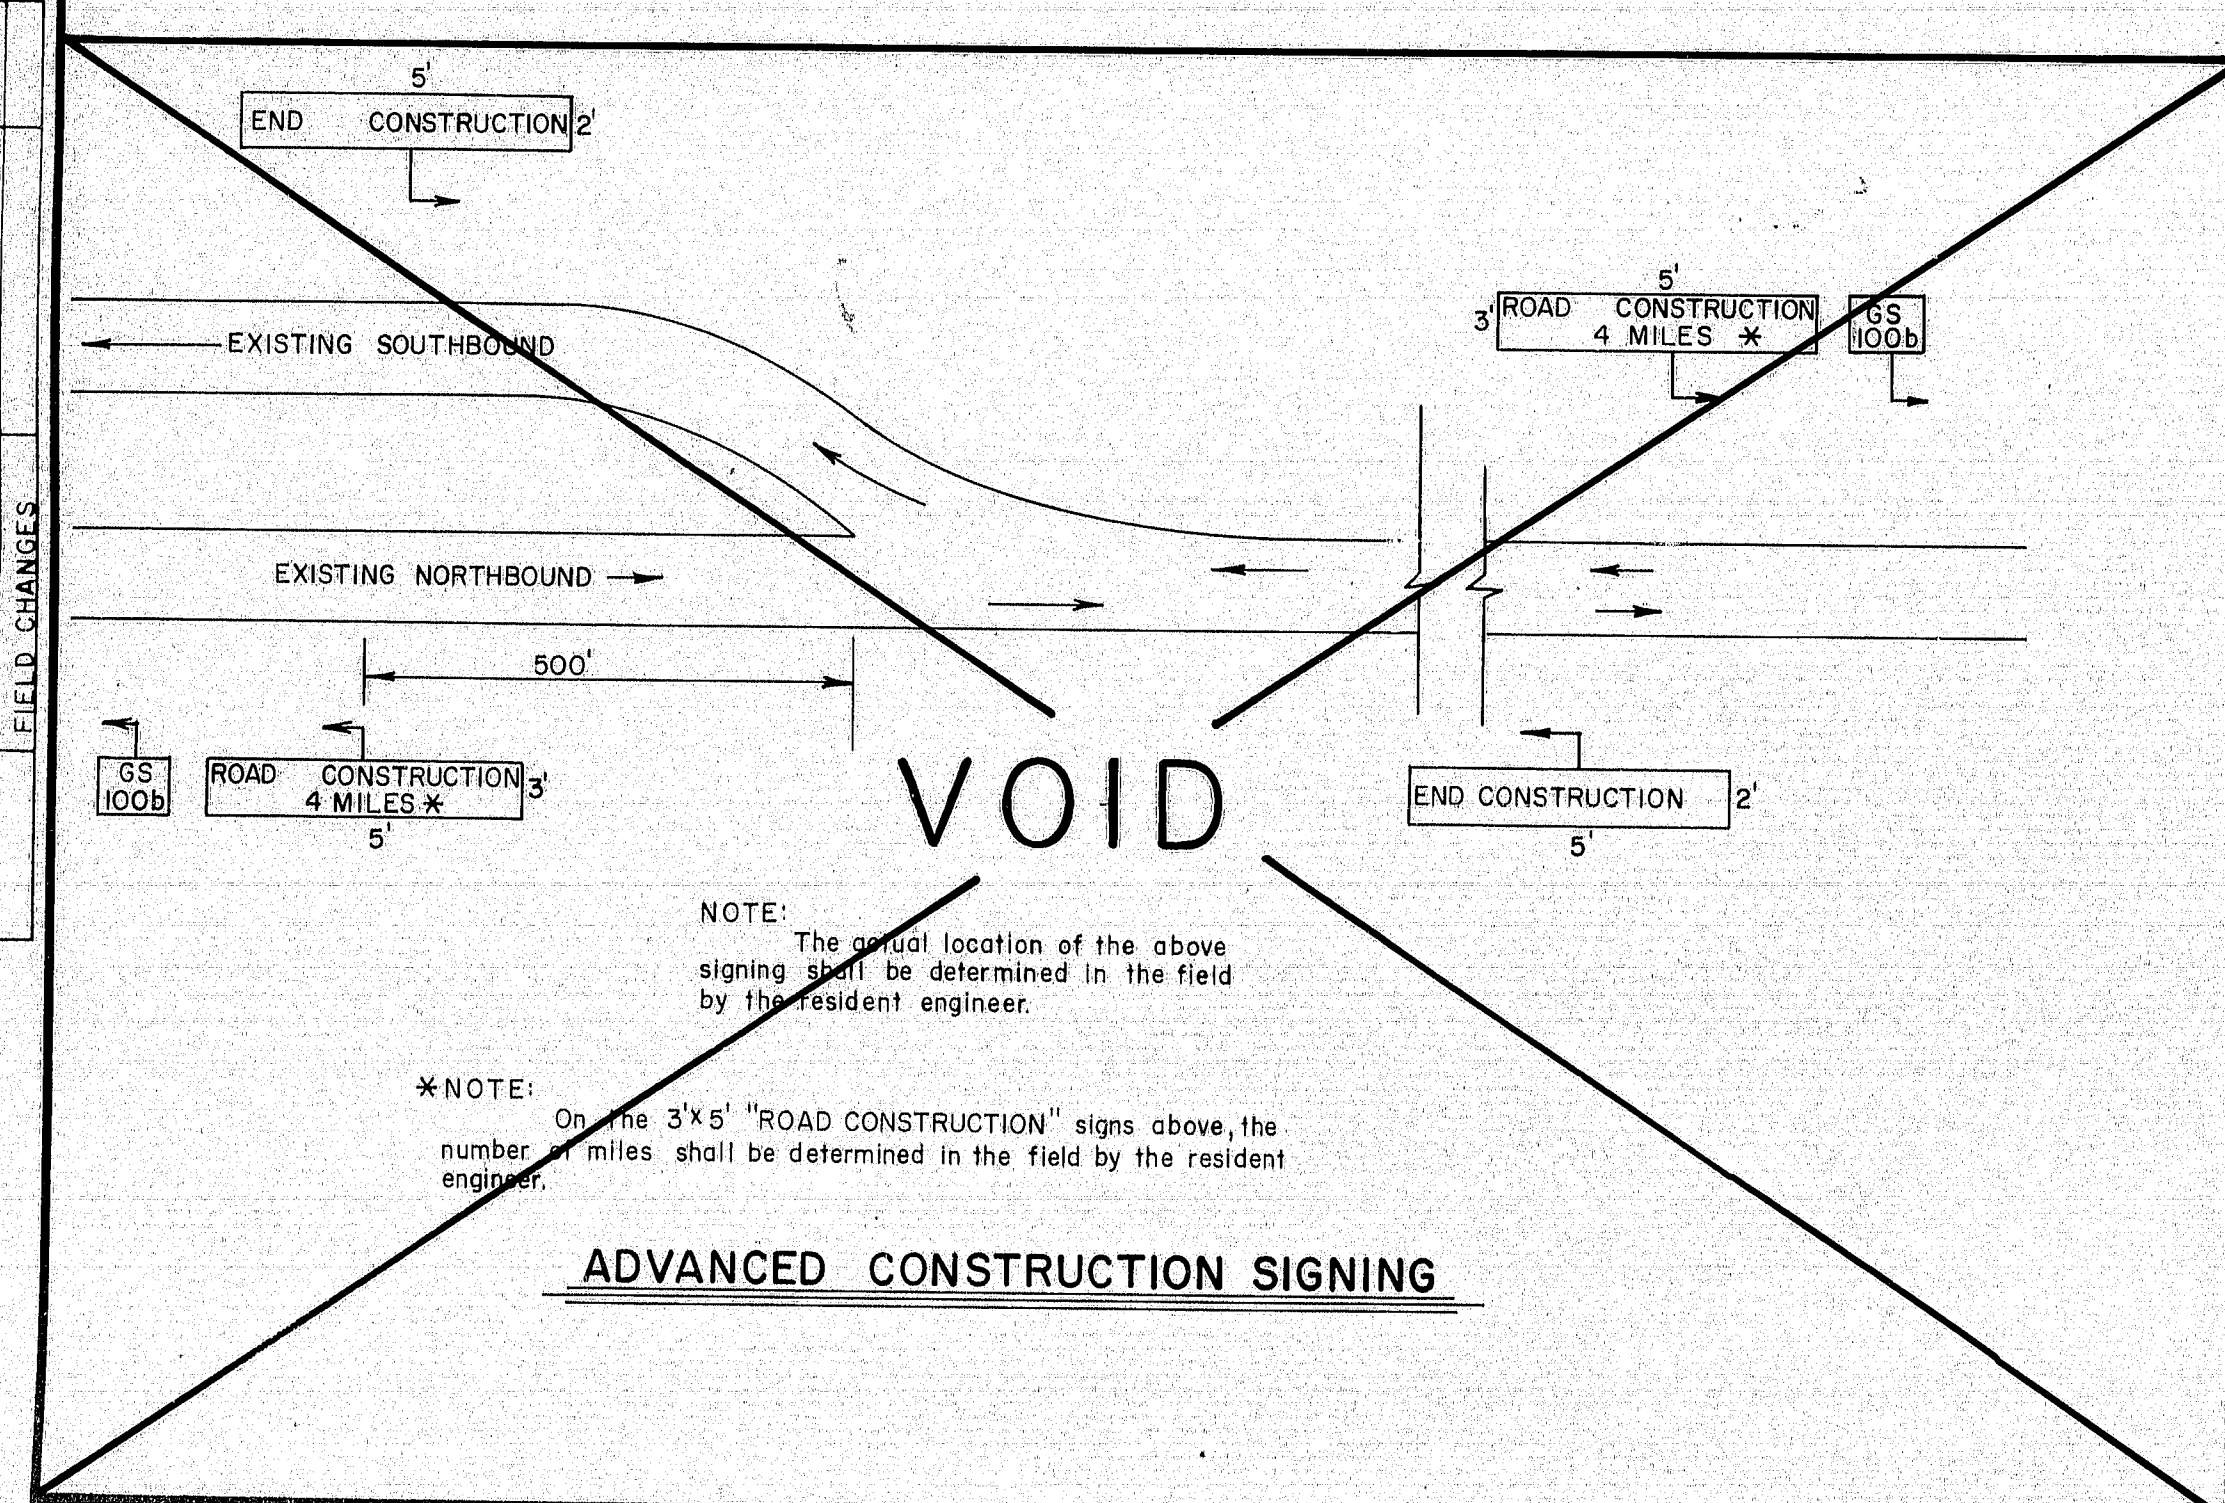 5'
END CONSTRUCTION 2'
5'
3' ROAD CONSTRUCTION
4 MILES *
GS
100b
EXISTING SOUTHBOUND
FIELD CHANGES
EXISTING NORTHBOUND
500'
GS
100b
ROAD CONSTRUCTION 3'
4 MILES *
5'
VOID
END CONSTRUCTION 2'
5'
NOTE:
The actual location of the above
signing shall be determined in the field
by the resident engineer.
* NOTE:
On the 3'x5' "ROAD CONSTRUCTION" signs above, the
number of miles shall be determined in the field by the resident
engineer.
ADVANCED CONSTRUCTION SIGNING